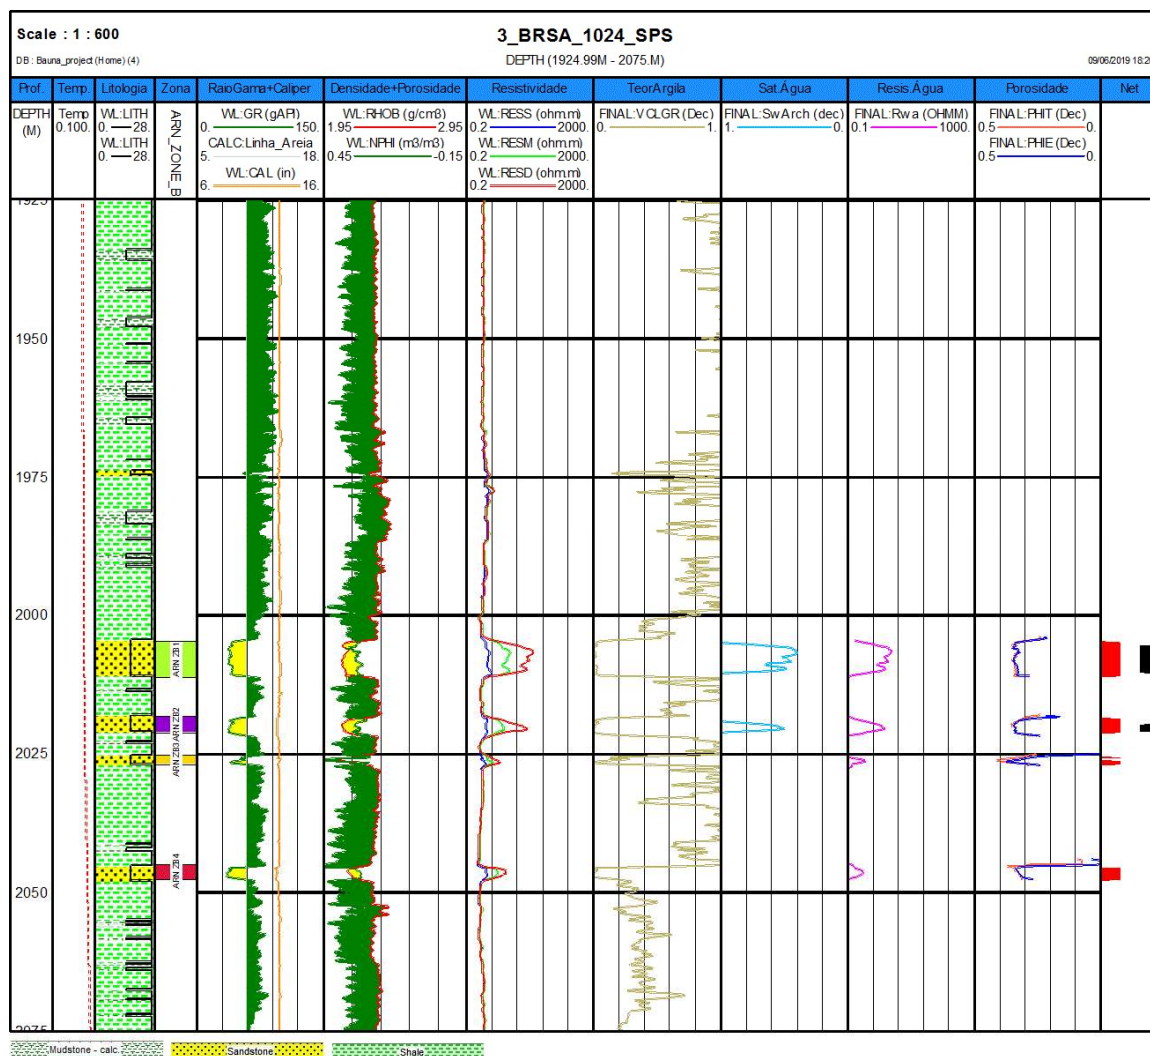 Scale : 1 : 600
3_BRSA_1024_SPS
DB : Bauna_project (Home) (4)
DEPTH (1924.99M - 2075.M)
09/06/2019 18:2
Prof. Temp. Litologia Zona RaioGama+Caliper Densidade+Porosidade Resistividade TeorArgila Sat.Água Resis.Água Porosidade Net
DEPTH (M)
Temp
0. 100.
WL:LITH
0. 28.
WL:LITH
0. 28.
ARN_ZONE_B
WL:GR (gAPI)
0. 150.
CALC:Linha_Areia
5. 18.
WL:CAL (in)
6. 16.
WL:RHOB (g/cm3)
1.95 2.95
WL:NPHI (m3/m3)
0.45 -0.15
WL:RESS (ohm.m)
0.2 2000.
WL:RESM (ohm.m)
0.2 2000.
WL:RESD (ohm.m)
0.2 2000.
FINAL:VCLGR (Dec)
0. 1.
FINAL:SwArch (dec)
1. 0.
FINAL:Rwa (OHMM)
0.1 1000.
FINAL:PHIT (Dec)
0.5 0.
FINAL:PHIE (Dec)
0.5 0.
1925
1950
1975
2000
ARN ZB1
ARN ZB2
2025
ARN ZB3
ARN ZB4
2050
2075
Mudstone - calc.
Sandstone
Shale